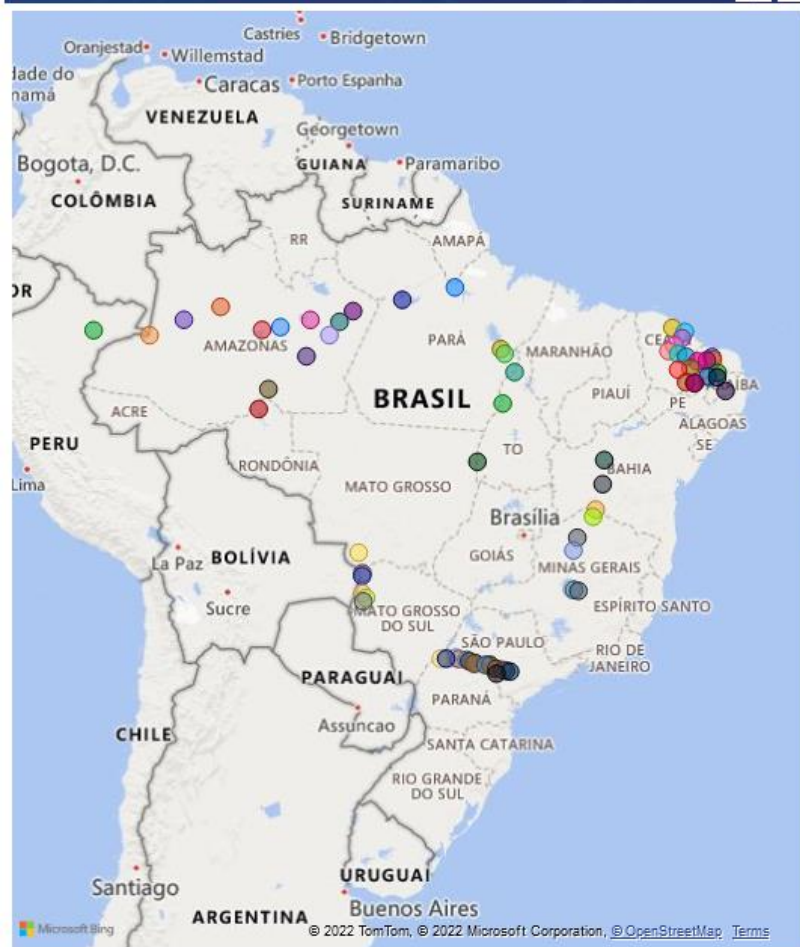 Castries
Oranjestad
Bridgetown
Willemstad
dade do
namá
Caracas
Porto Espanha
VENEZUELA
Georgetown
Bogota, D.C.
GUIANA
Paramaribo
COLÔMBIA
SURINAME
RR
AMAPÁ
OR
CEA
AMAZONAS
PARÁ
MARANHÃO
ÍBA
BRASIL
PIAUÍ
PE
ACRE
ALAGOAS
SE
PERU
TO
RONDÔNIA
BAHIA
Lima
MATO GROSSO
Brasília
La Paz
BOLÍVIA
GOIÁS
MINAS GERAIS
Sucre
MATO GROSSO
DO SUL
ESPÍRITO SANTO
SÃO PAULO
RIO DE
JANEIRO
PARAGUAI
PARANÁ
Assuncao
CHILE
SANTA CATARINA
RIO GRANDE
DO SUL
URUGUAI
Santiago
Buenos Aires
ARGENTINA
Microsoft Bing
© 2022 TomTom, © 2022 Microsoft Corporation, © OpenStreetMap Terms